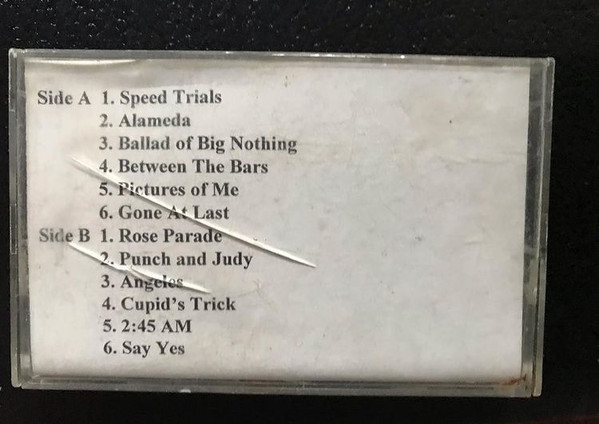 Side A 1. Speed Trials
2. Alameda
3. Ballad of Big Nothing
4. Between The Bars
5. Pictures of Me
6. Gone At Last
Side B 1. Rose Parade
2. Punch and Judy
3. Angeles
4. Cupid's Trick
5. 2:45 AM
6. Say Yes